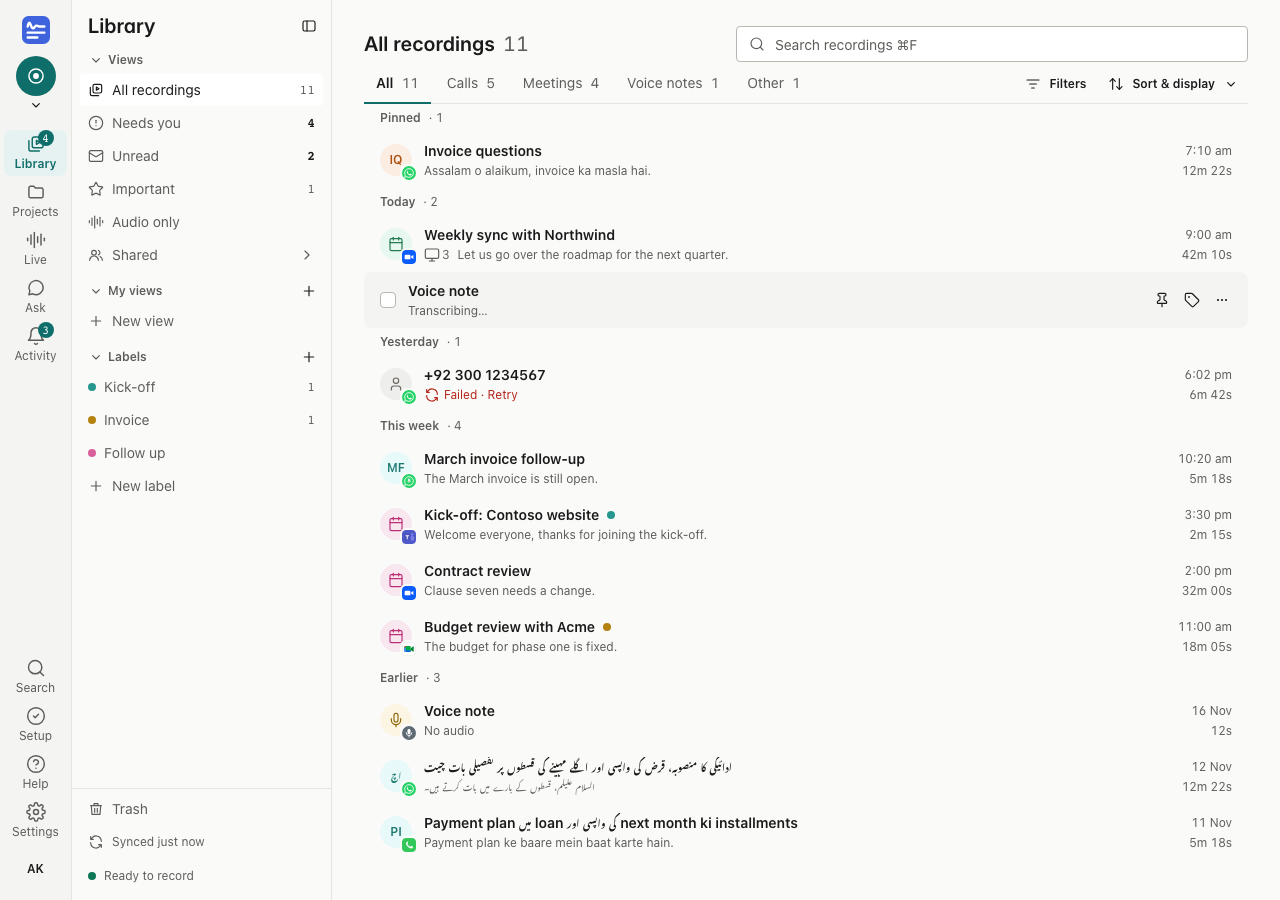 Library
Views
All recordings 11
Needs you 4
Unread 2
Important 1
Audio only
Shared
My views
New view
Labels
Kick-off 1
Invoice 1
Follow up
New label
Trash
Synced just now
Ready to record
4
Library
Projects
Live
Ask
3
Activity
Search
Setup
Help
Settings
AK
All recordings 11
Search recordings ⌘F
All 11 Calls 5 Meetings 4 Voice notes 1 Other 1
Filters Sort & display
Pinned · 1
IQ Invoice questions 7:10 am
Assalam o alaikum, invoice ka masla hai. 12m 22s
Today · 2
Weekly sync with Northwind 9:00 am
3 Let us go over the roadmap for the next quarter. 42m 10s
Voice note
Transcribing...
Yesterday · 1
+92 300 1234567 6:02 pm
Failed · Retry 6m 42s
This week · 4
MF March invoice follow-up 10:20 am
The March invoice is still open. 5m 18s
Kick-off: Contoso website 3:30 pm
Welcome everyone, thanks for joining the kick-off. 2m 15s
Contract review 2:00 pm
Clause seven needs a change. 32m 00s
Budget review with Acme 11:00 am
The budget for phase one is fixed. 18m 05s
Earlier · 3
Voice note 16 Nov
No audio 12s
اچ ادائیگی کا منصوبہ، قرض کی واپسی اور اگلے مہینے کی قسطوں پر تفصیلی بات چیت 12 Nov
السلام علیکم، قسطوں کے بارے میں بات کرتے ہیں۔ 12m 22s
PI Payment plan میں loan کی واپسی اور next month ki installments 11 Nov
Payment plan ke baare mein baat karte hain. 5m 18s